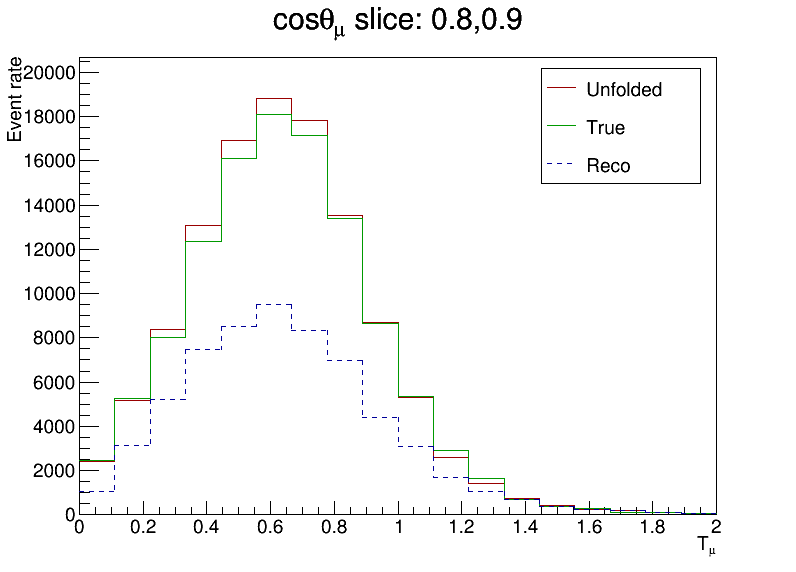 cosθμ slice: 0.8,0.9
Event rate
20000
18000
16000
14000
12000
10000
8000
6000
4000
2000
0
Unfolded
True
Reco
0 0.2 0.4 0.6 0.8 1 1.2 1.4 1.6 1.8 2
Tμ